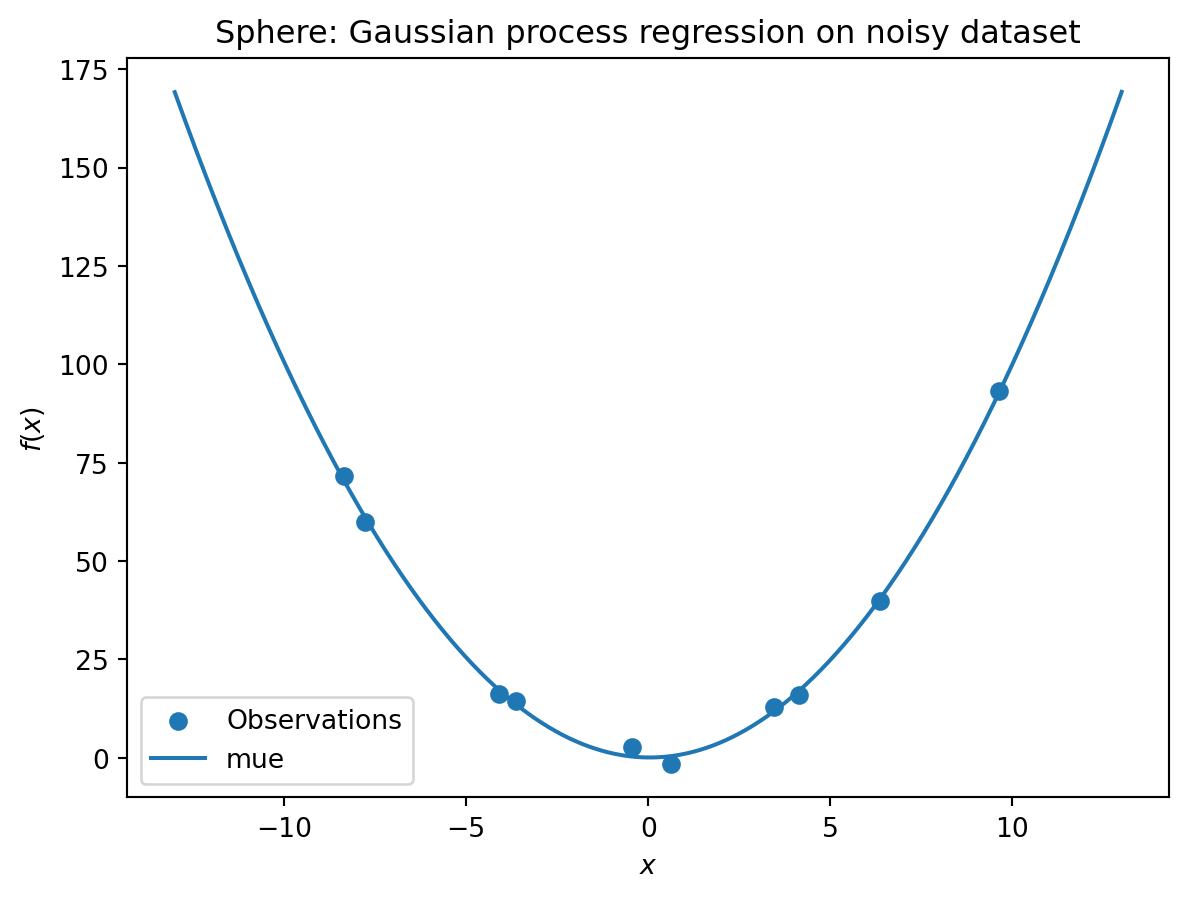 Sphere: Gaussian process regression on noisy dataset
175
150
125
100
75
50
25
0
f(x)
Observations
mue
−10
−5
0
5
10
x